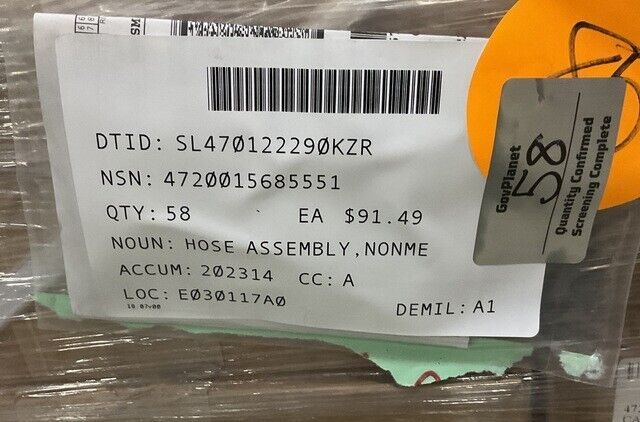 DTID: SL470122290KZR
NSN: 4720015685551
QTY: 58 EA $91.49
NOUN: HOSE ASSEMBLY,NONME
ACCUM: 202314 CC: A
LOC: E030117A0
DEMIL: A1
GovPlanet
58
Quantity Confirmed
Screening Complete